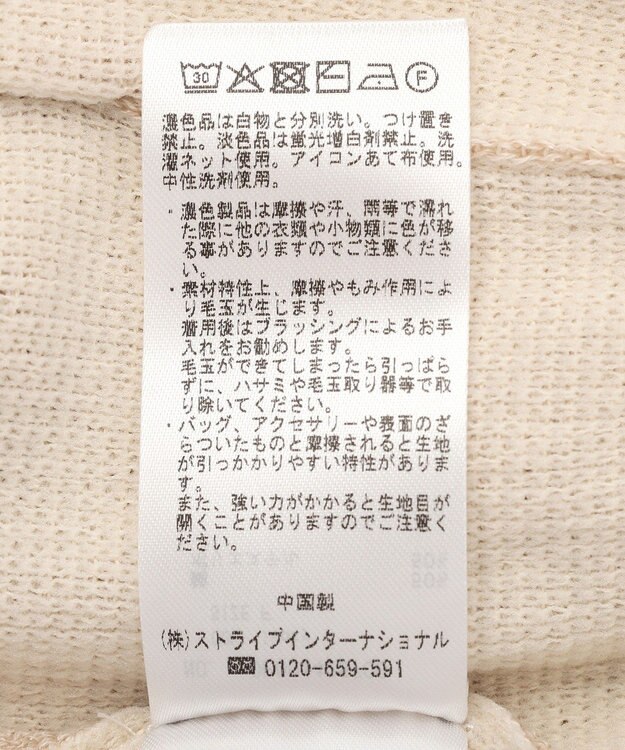 30
F
濃色品は白物と分別洗い。つけ置き
禁止。淡色品は蛍光増白剤禁止。洗
濯ネット使用。アイコンあて布使用。
中性洗剤使用。
・濃色製品は摩擦や汗、雨等で濡れ
た際に他の衣類や小物類に色が移
る事がありますのでご注意くださ
い。
・素材特性上、摩擦やもみ作用によ
り毛玉が生じます。
着用後はブラッシングによるお手
入れをお勧めします。
毛玉ができてしまったら引っぱら
ずに、ハサミや毛玉取り器等で取
り除いてください。
・バッグ、アクセサリーや表面のざ
らついたものと摩擦されると生地
が引っかかりやすい特性がありま
す。
また、強い力がかかると生地目が
開くことがありますのでご注意く
ださい。
中国製
(株)ストライプインターナショナル
0120-659-591